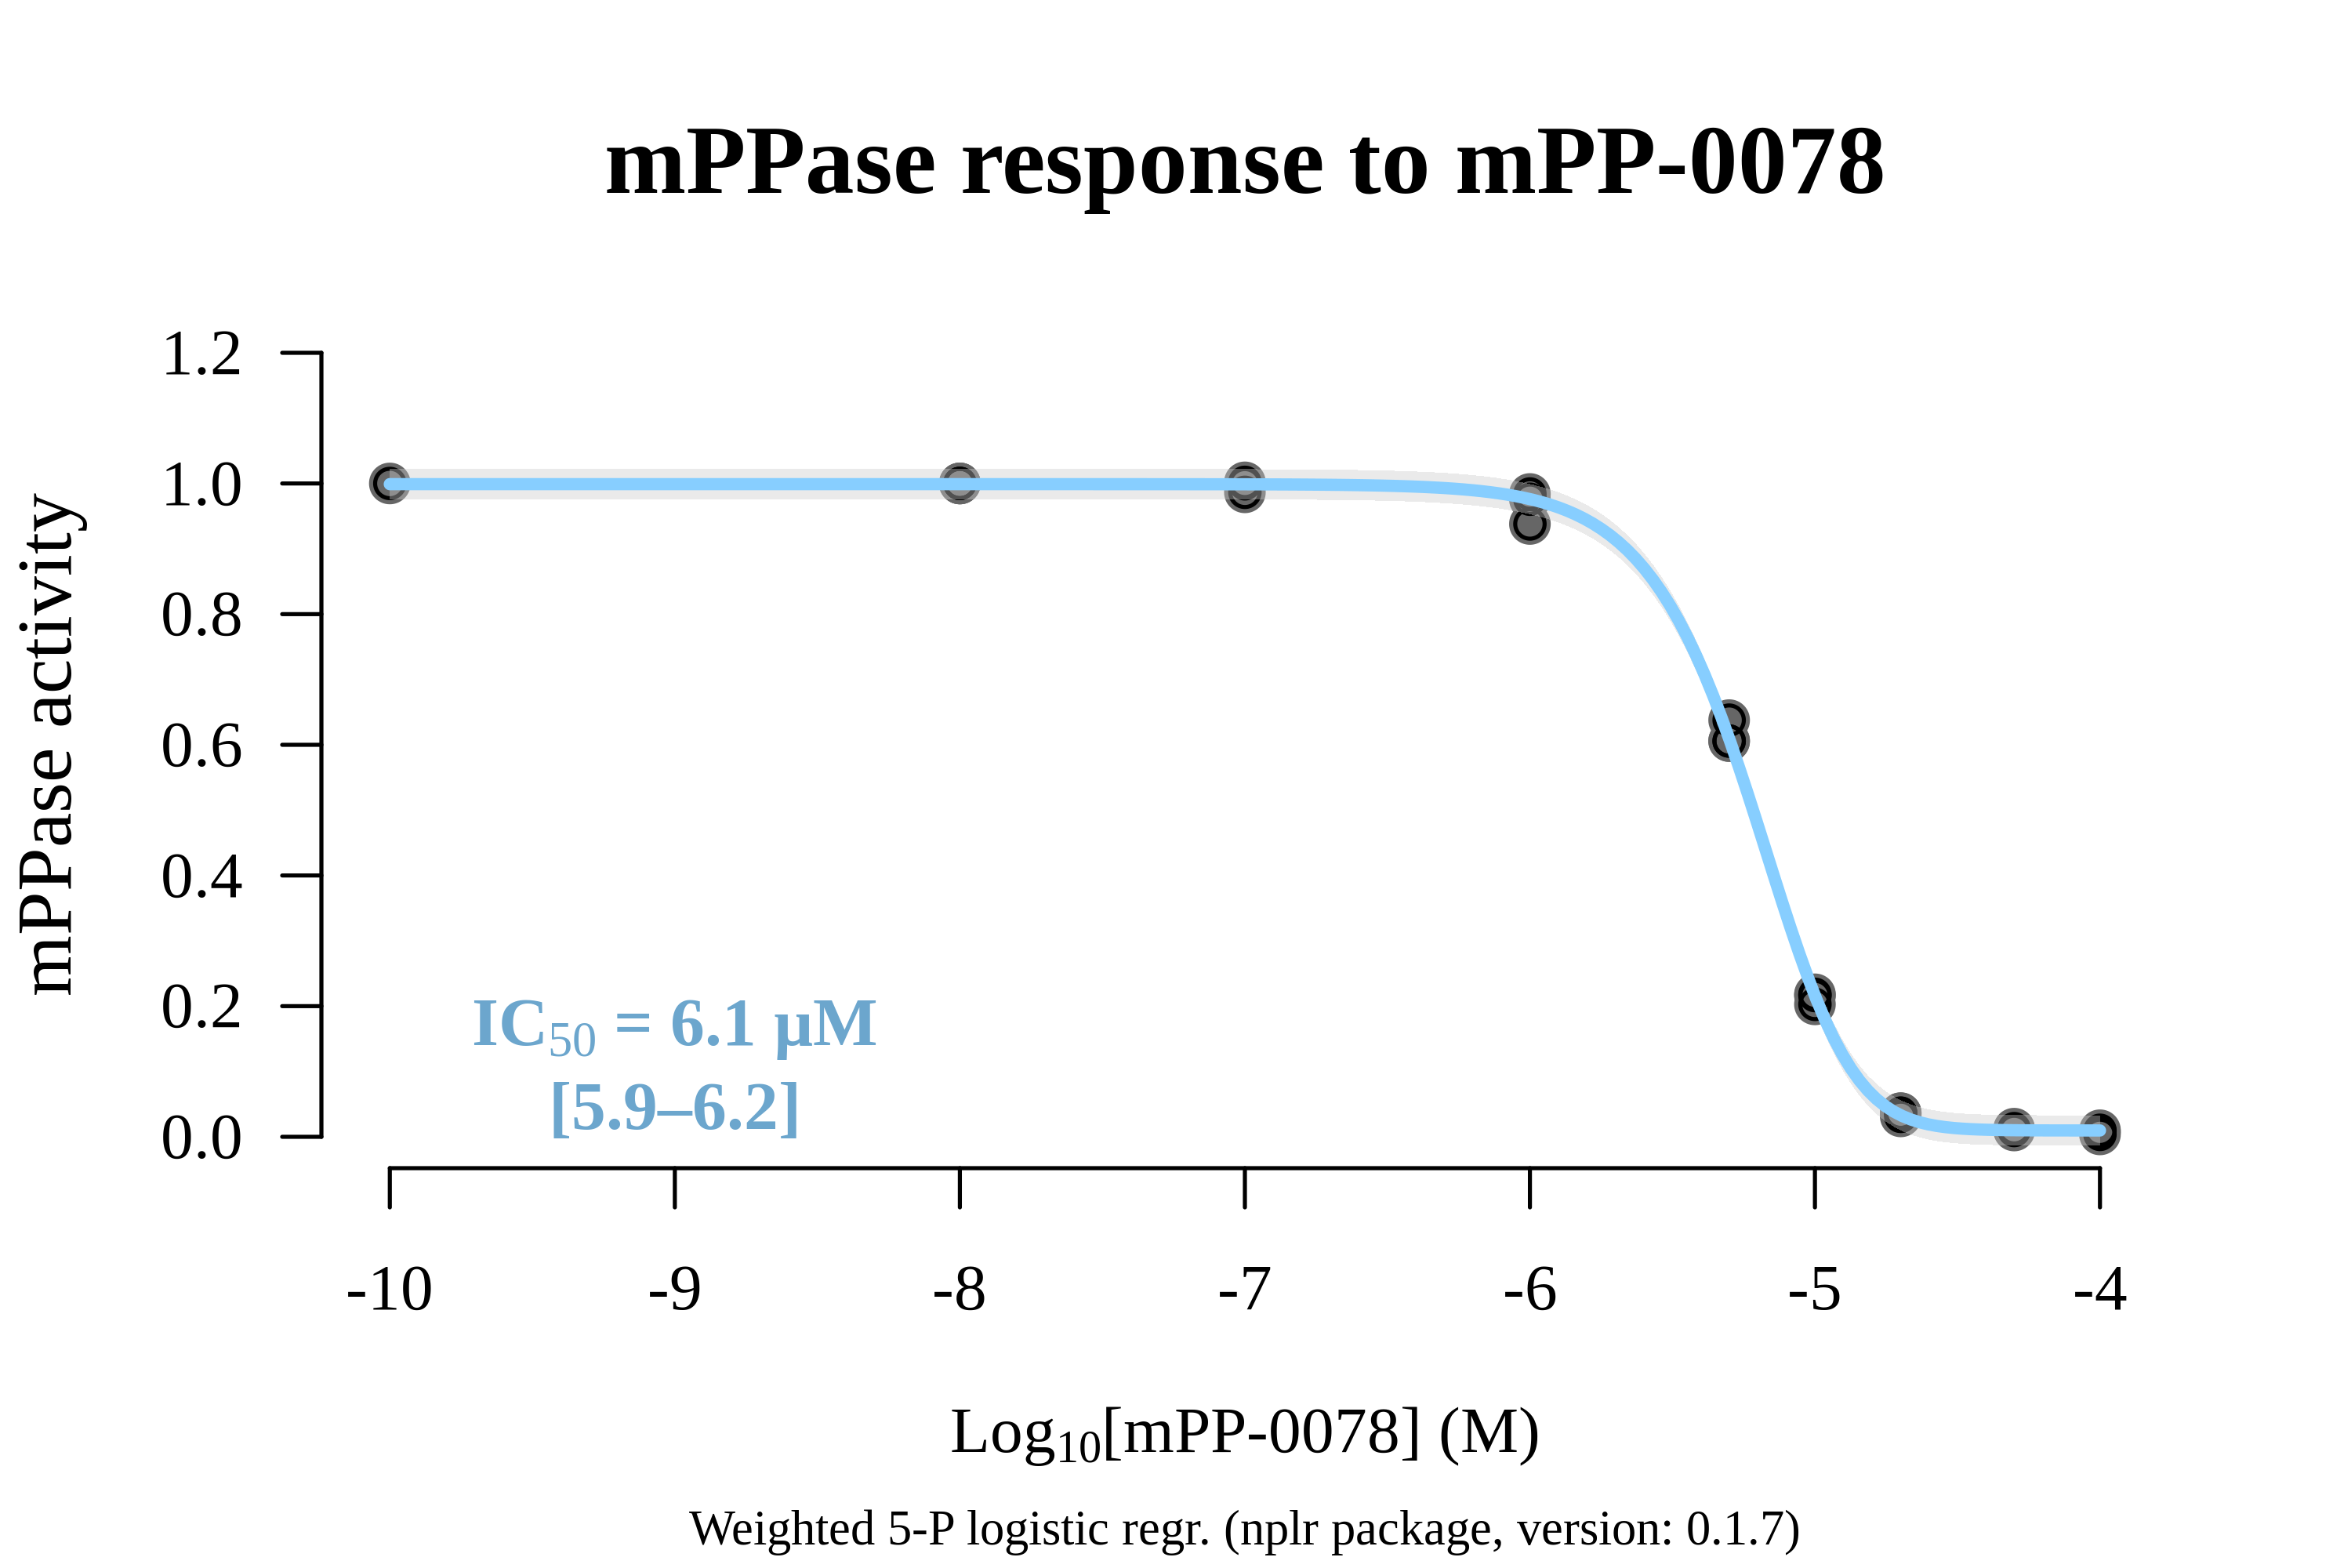 mPPase response to mPP-0078
mPPase activity
1.2
1.0
0.8
0.6
0.4
0.2
0.0
IC50 = 6.1 µM
[5.9–6.2]
-10 -9 -8 -7 -6 -5 -4
Log10[mPP-0078] (M)
Weighted 5-P logistic regr. (nplr package, version: 0.1.7)